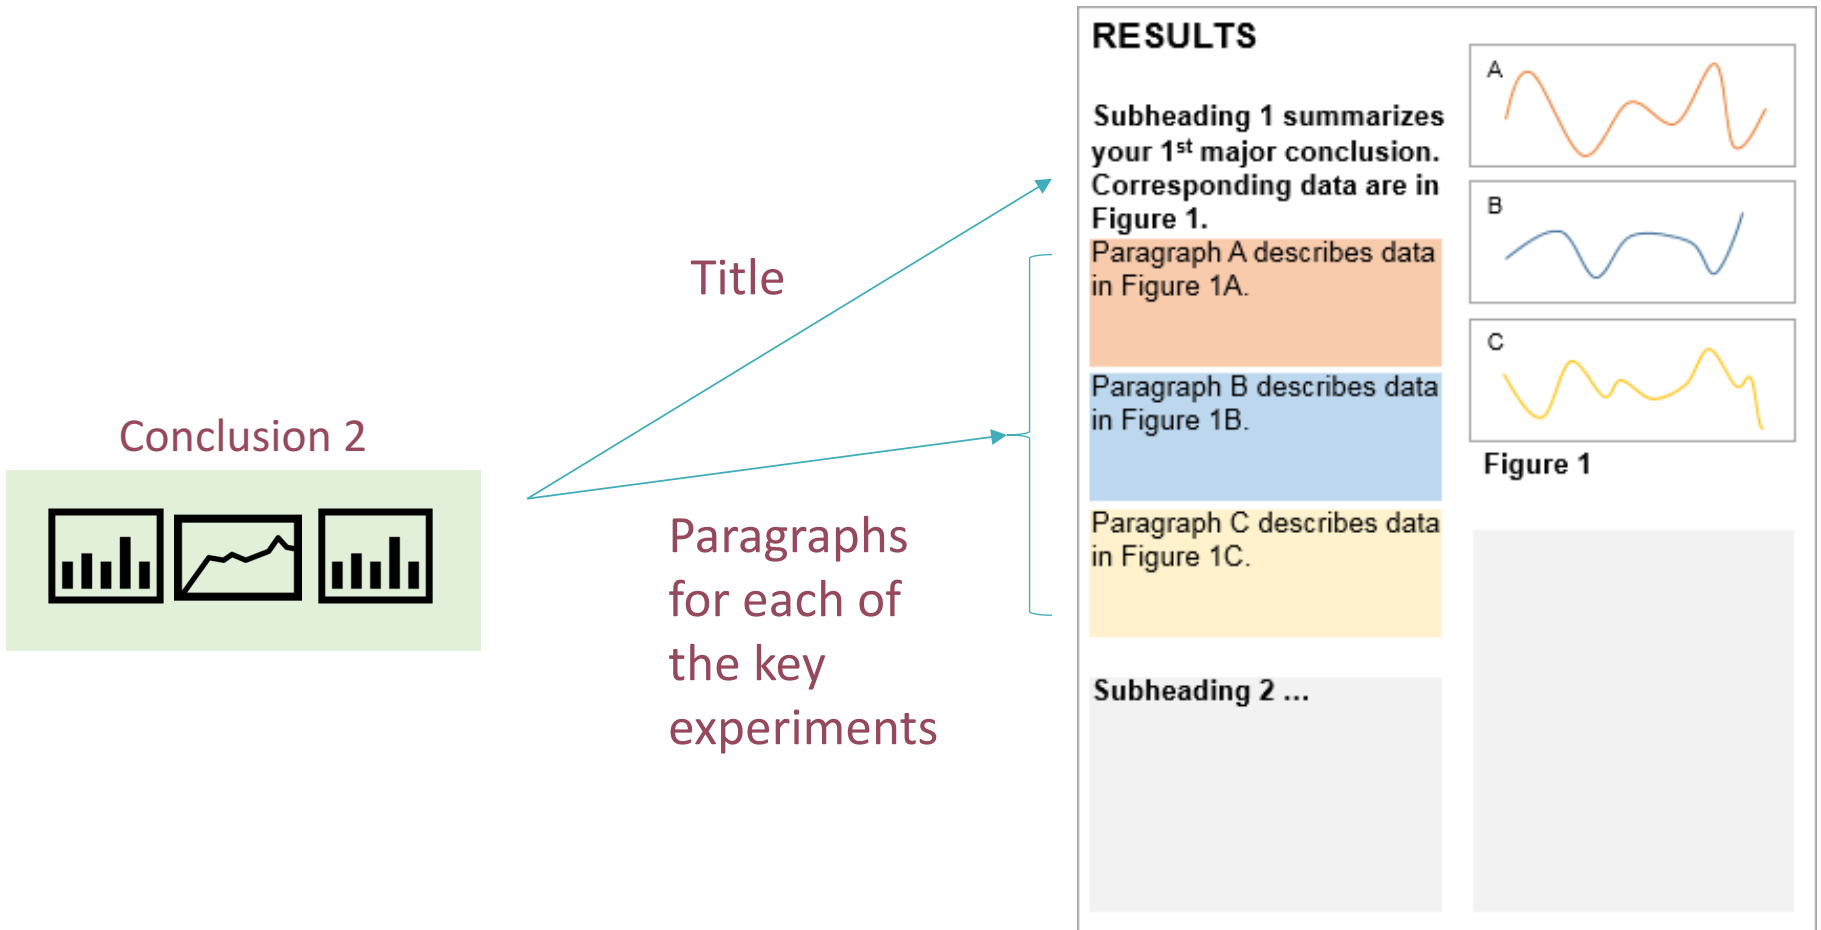 Conclusion 2
Title
Paragraphs
for each of
the key
experiments
RESULTS
Subheading 1 summarizes
your 1st major conclusion.
Corresponding data are in
Figure 1.
Paragraph A describes data
in Figure 1A.
Paragraph B describes data
in Figure 1B.
Paragraph C describes data
in Figure 1C.
Subheading 2 ...
A
B
C
Figure 1